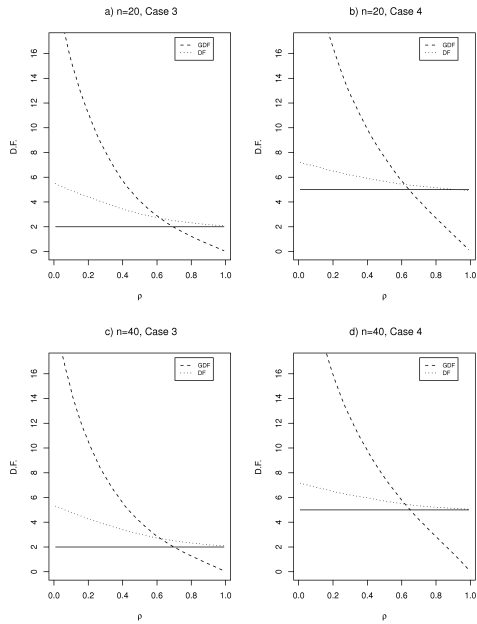 a) n=20, Case 3
GDF
DF
D.F.
16
14
12
10
8
6
4
2
0
0.0 0.2 0.4 0.6 0.8 1.0
ρ
b) n=20, Case 4
GDF
DF
D.F.
16
14
12
10
8
6
4
2
0
0.0 0.2 0.4 0.6 0.8 1.0
ρ
c) n=40, Case 3
GDF
DF
D.F.
16
14
12
10
8
6
4
2
0
0.0 0.2 0.4 0.6 0.8 1.0
ρ
d) n=40, Case 4
GDF
DF
D.F.
16
14
12
10
8
6
4
2
0
0.0 0.2 0.4 0.6 0.8 1.0
ρ